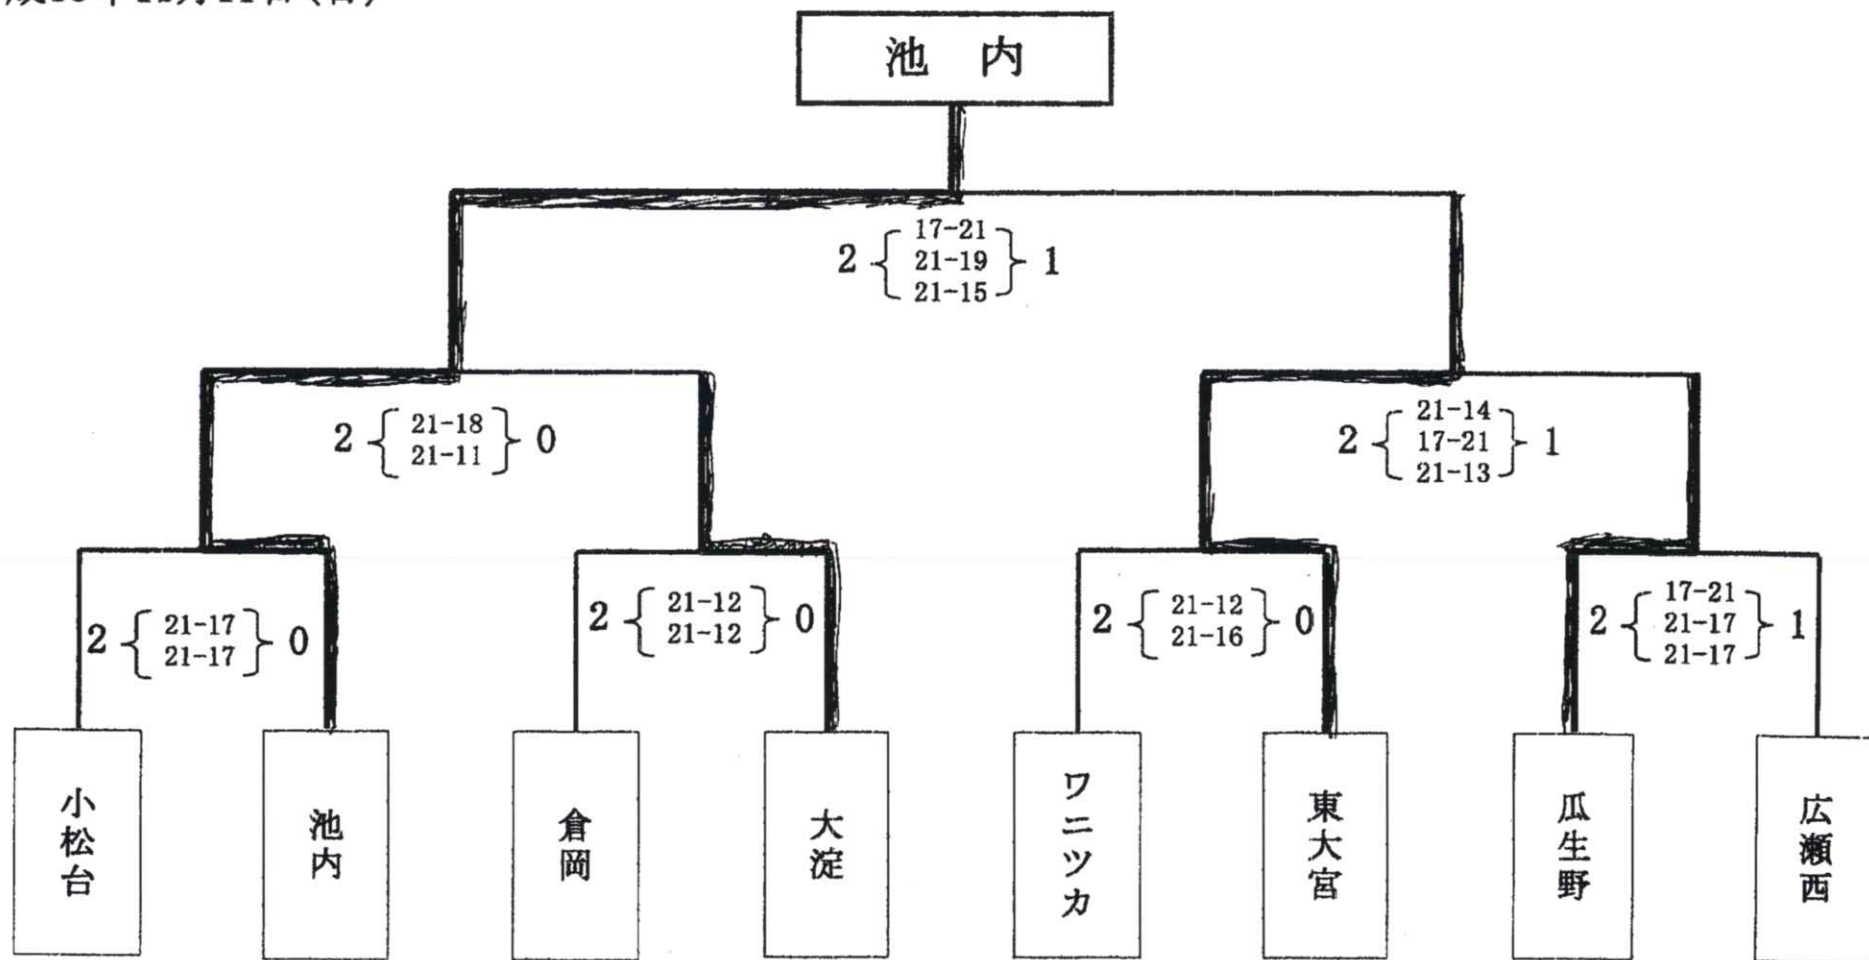 池 内
17-21
2 { 21-19 } 1
21-15
2 { 21-18 } 0
21-11
21-14
2 { 17-21 } 1
21-13
2 { 21-17 } 0
21-17
2 { 21-12 } 0
21-12
2 { 21-12 } 0
21-16
17-21
2 { 21-17 } 1
21-17
小松台
池内
倉岡
大淀
ワニツカ
東大宮
瓜生野
広瀬西